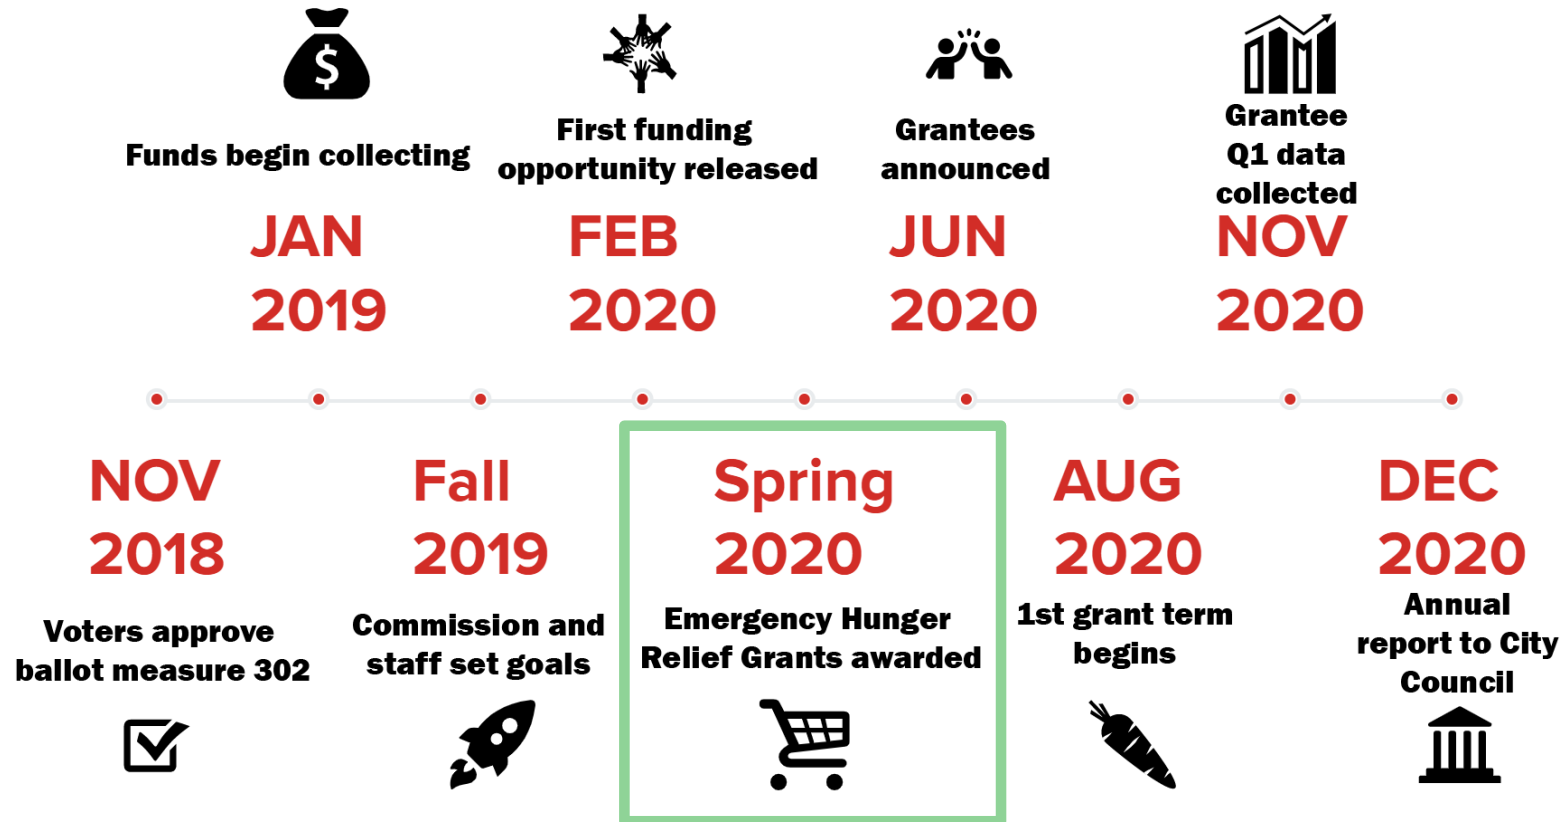 $
Funds begin collecting
JAN
2019
First funding
opportunity released
FEB
2020
Grantees
announced
JUN
2020
Grantee
Q1 data
collected
NOV
2020
NOV
2018
Voters approve
ballot measure 302
Fall
2019
Commission and
staff set goals
Spring
2020
Emergency Hunger
Relief Grants awarded
AUG
2020
1st grant term
begins
DEC
2020
Annual
report to City
Council